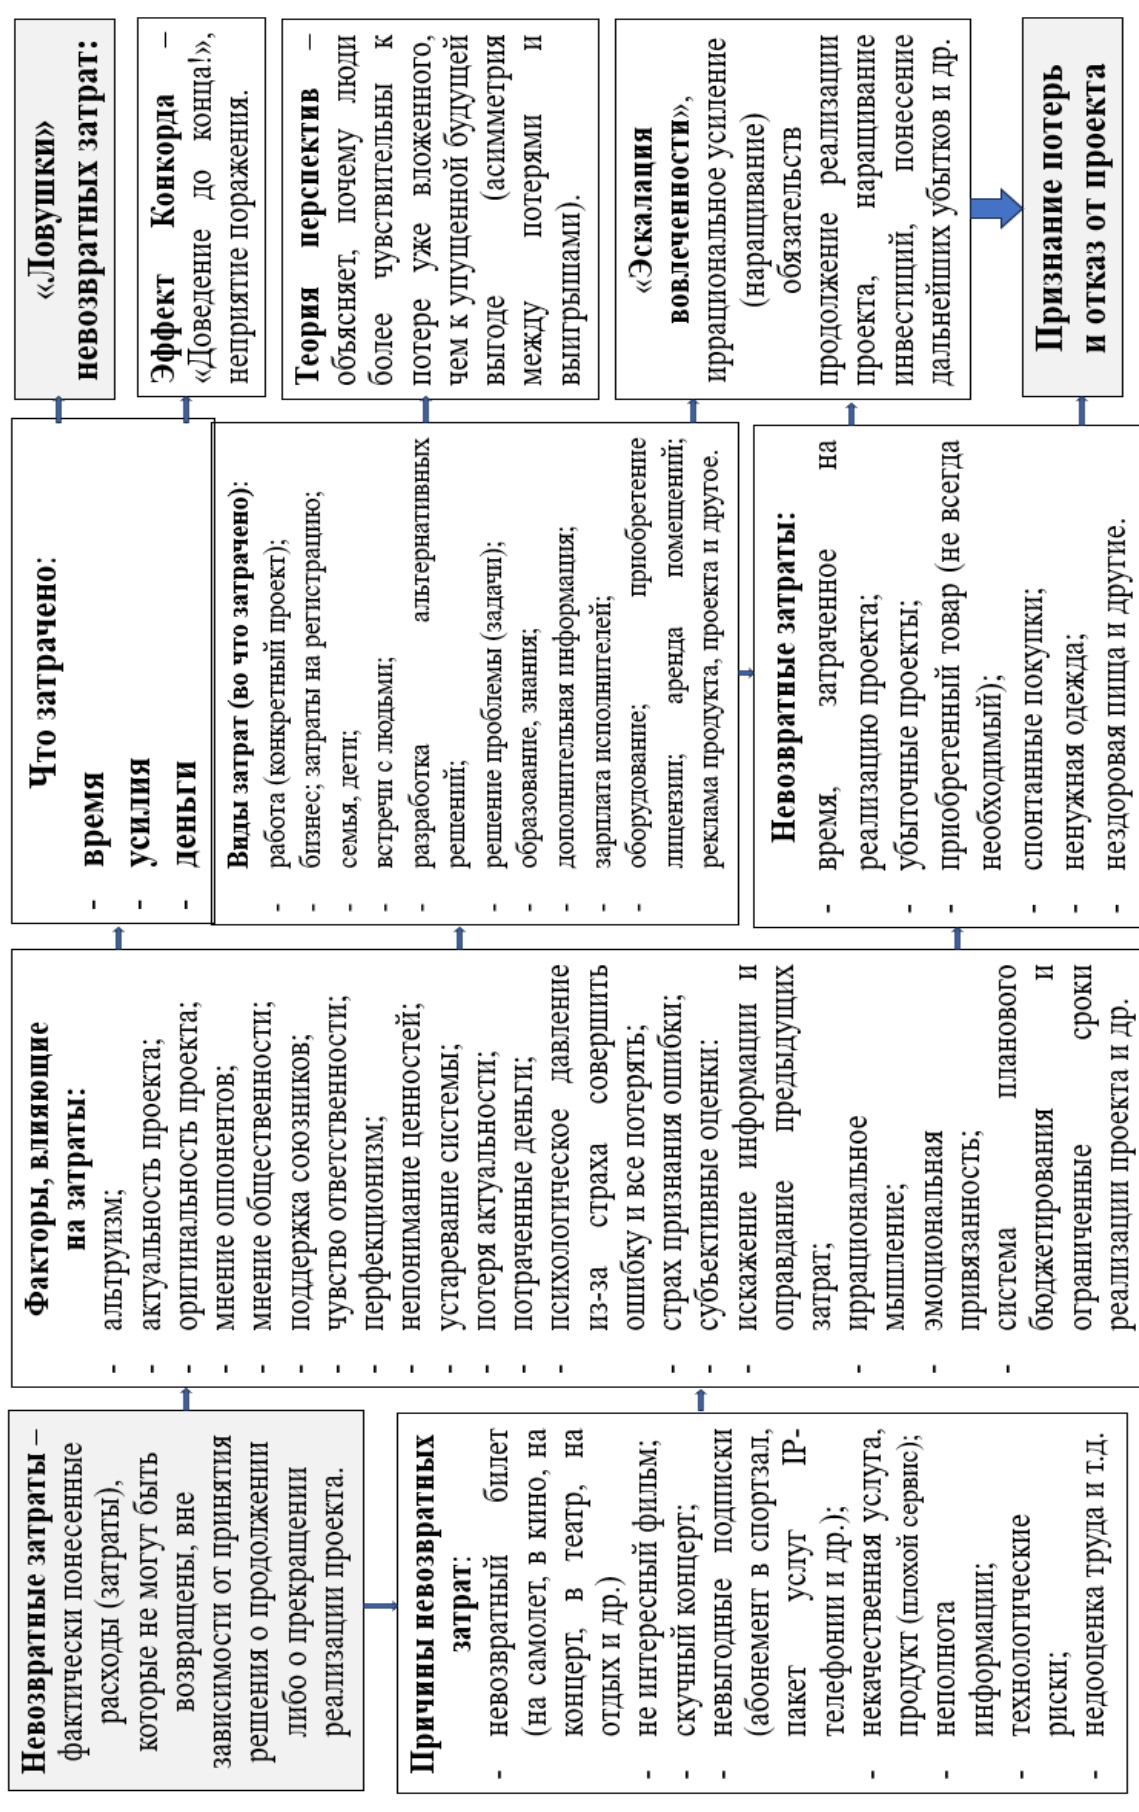 Невозвратные затраты –
фактически понесенные
расходы (затраты),
которые не могут быть
возвращены, вне
зависимости от принятия
решения о продолжении
либо о прекращении
реализации проекта.
Причины невозвратных
затрат:
- невозвратный билет
(на самолет, в кино, на
концерт, в театр, на
отдых и др.)
- не интересный фильм;
- скучный концерт;
- невыгодные подписки
(абонемент в спортзал,
пакет услуг IP-
телефонии и др.);
- некачественная услуга,
продукт (плохой сервис);
- неполнота
информации;
- технологические
риски;
- недооценка труда и т.д.
Факторы, влияющие
на затраты:
- альтруизм;
- актуальность проекта;
- оригинальность проекта;
- мнение оппонентов;
- мнение общественности;
- поддержка союзников;
- чувство ответственности;
- перфекционизм;
- непонимание ценностей;
- устаревание системы;
- потеря актуальности;
- потраченные деньги;
- психологическое давление
из-за страха совершить
ошибку и все потерять;
- страх признания ошибки;
- субъективные оценки:
- искажение информации и
оправдание предыдущих
затрат;
- иррациональное
мышление;
- эмоциональная
привязанность;
- система планового
бюджетирования и
ограниченные сроки
реализации проекта и др.
Что затрачено:
- время
- усилия
- деньги
Виды затрат (во что затрачено):
- работа (конкретный проект);
- бизнес; затраты на регистрацию;
- семья, дети;
- встречи с людьми;
- разработка альтернативных
решений;
- решение проблемы (задачи);
- образование, знания;
- дополнительная информация;
- зарплата исполнителей;
- оборудование; приобретение
лицензии; аренда помещений;
реклама продукта, проекта и другое.
Невозвратные затраты:
- время, затраченное на
реализацию проекта;
- убыточные проекты;
- приобретенный товар (не всегда
необходимый);
- спонтанные покупки;
- ненужная одежда;
- нездоровая пища и другие.
«Ловушки»
невозвратных затрат:
Эффект Конкорда –
«Доведение до конца!»,
неприятие поражения.
Теория перспектив –
объясняет, почему люди
более чувствительны к
потере уже вложенного,
чем к упущенной будущей
выгоде (асимметрия
между потерями и
выигрышами).
«Эскалация
вовлеченности»,
иррациональное усиление
(наращивание)
обязательств
продолжение реализации
проекта, наращивание
инвестиций, понесение
дальнейших убытков и др.
Признание потерь
и отказ от проекта